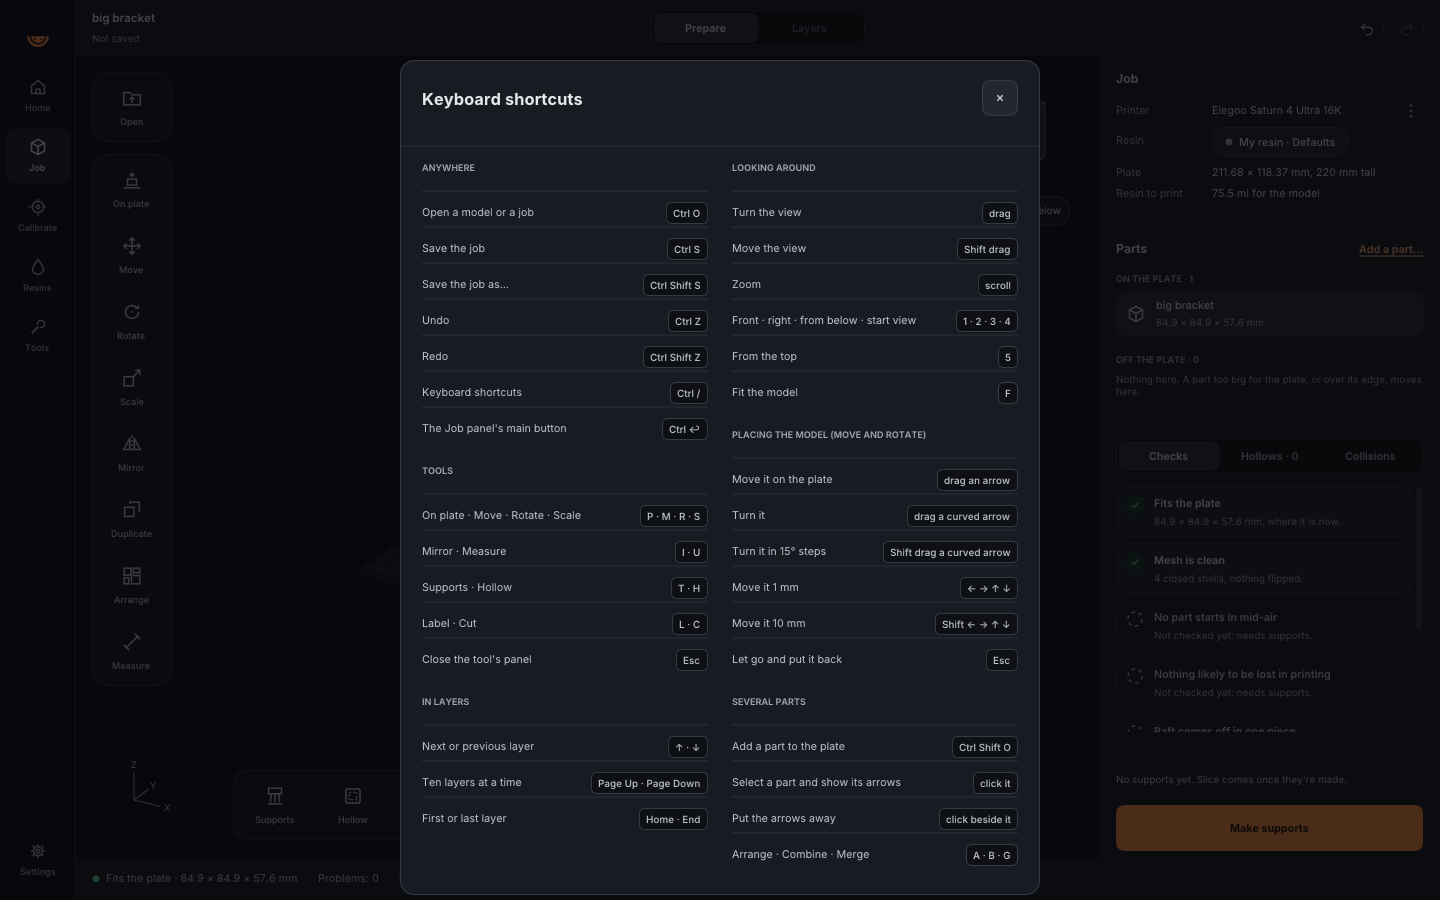 big bracket
Not saved
Prepare
Layers
Home
Job
Calibrate
Resins
Tools
Settings
Open
On plate
Move
Rotate
Scale
Mirror
Duplicate
Arrange
Measure
Z
Y
X
Supports
Hollow
Keyboard shortcuts
×
ANYWHERE
Open a model or a job Ctrl O
Save the job Ctrl S
Save the job as... Ctrl Shift S
Undo Ctrl Z
Redo Ctrl Shift Z
Keyboard shortcuts Ctrl /
The Job panel's main button Ctrl ↩
TOOLS
On plate · Move · Rotate · Scale P · M · R · S
Mirror · Measure I · U
Supports · Hollow T · H
Label · Cut L · C
Close the tool's panel Esc
IN LAYERS
Next or previous layer ↑ · ↓
Ten layers at a time Page Up · Page Down
First or last layer Home · End
LOOKING AROUND
Turn the view drag
Move the view Shift drag
Zoom scroll
Front · right · from below · start view 1 · 2 · 3 · 4
From the top 5
Fit the model F
PLACING THE MODEL (MOVE AND ROTATE)
Move it on the plate drag an arrow
Turn it drag a curved arrow
Turn it in 15° steps Shift drag a curved arrow
Move it 1 mm ← → ↑ ↓
Move it 10 mm Shift ← → ↑ ↓
Let go and put it back Esc
SEVERAL PARTS
Add a part to the plate Ctrl Shift O
Select a part and show its arrows click it
Put the arrows away click beside it
Arrange · Combine · Merge A · B · G
elow
Job
Printer Elegoo Saturn 4 Ultra 16K
Resin My resin · Defaults
Plate 211.68 × 118.37 mm, 220 mm tall
Resin to print 75.5 ml for the model
Parts Add a part...
ON THE PLATE · 1
big bracket
84.9 × 84.9 × 57.6 mm
OFF THE PLATE · 0
Nothing here. A part too big for the plate, or over its edge, moves
here.
Checks Hollows · 0 Collisions
Fits the plate
84.9 × 84.9 × 57.6 mm, where it is now.
Mesh is clean
4 closed shells, nothing flipped.
No part starts in mid-air
Not checked yet: needs supports.
Nothing likely to be lost in printing
Not checked yet: needs supports.
Raft comes off in one piece
No supports yet. Slice comes once they're made.
Make supports
Fits the plate · 84.9 × 84.9 × 57.6 mm Problems: 0